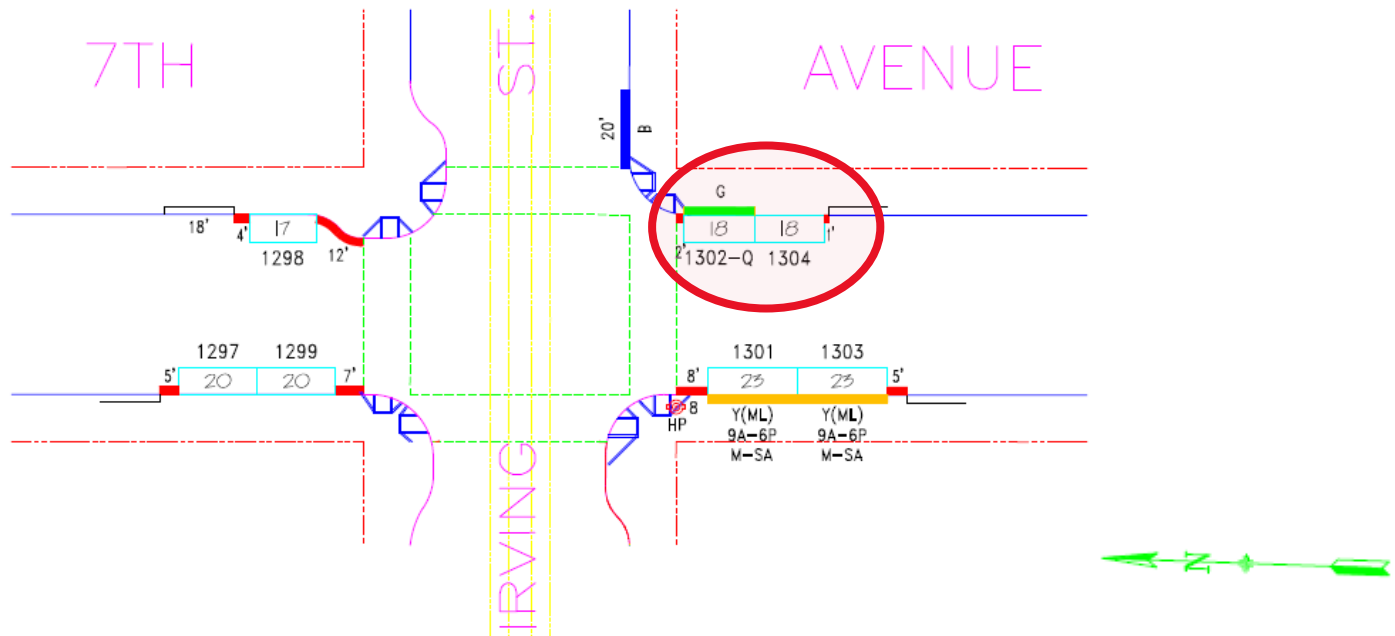 7TH
AVENUE
IRVING ST.
20'
B
G
18'
4'
17
12'
1298
2'
18
18
1'
1302-Q
1304
1297
1299
5'
20
20
7'
1301
1303
8'
23
23
5'
8
HP
Y(ML)
9A-6P
M-SA
Y(ML)
9A-6P
M-SA
N